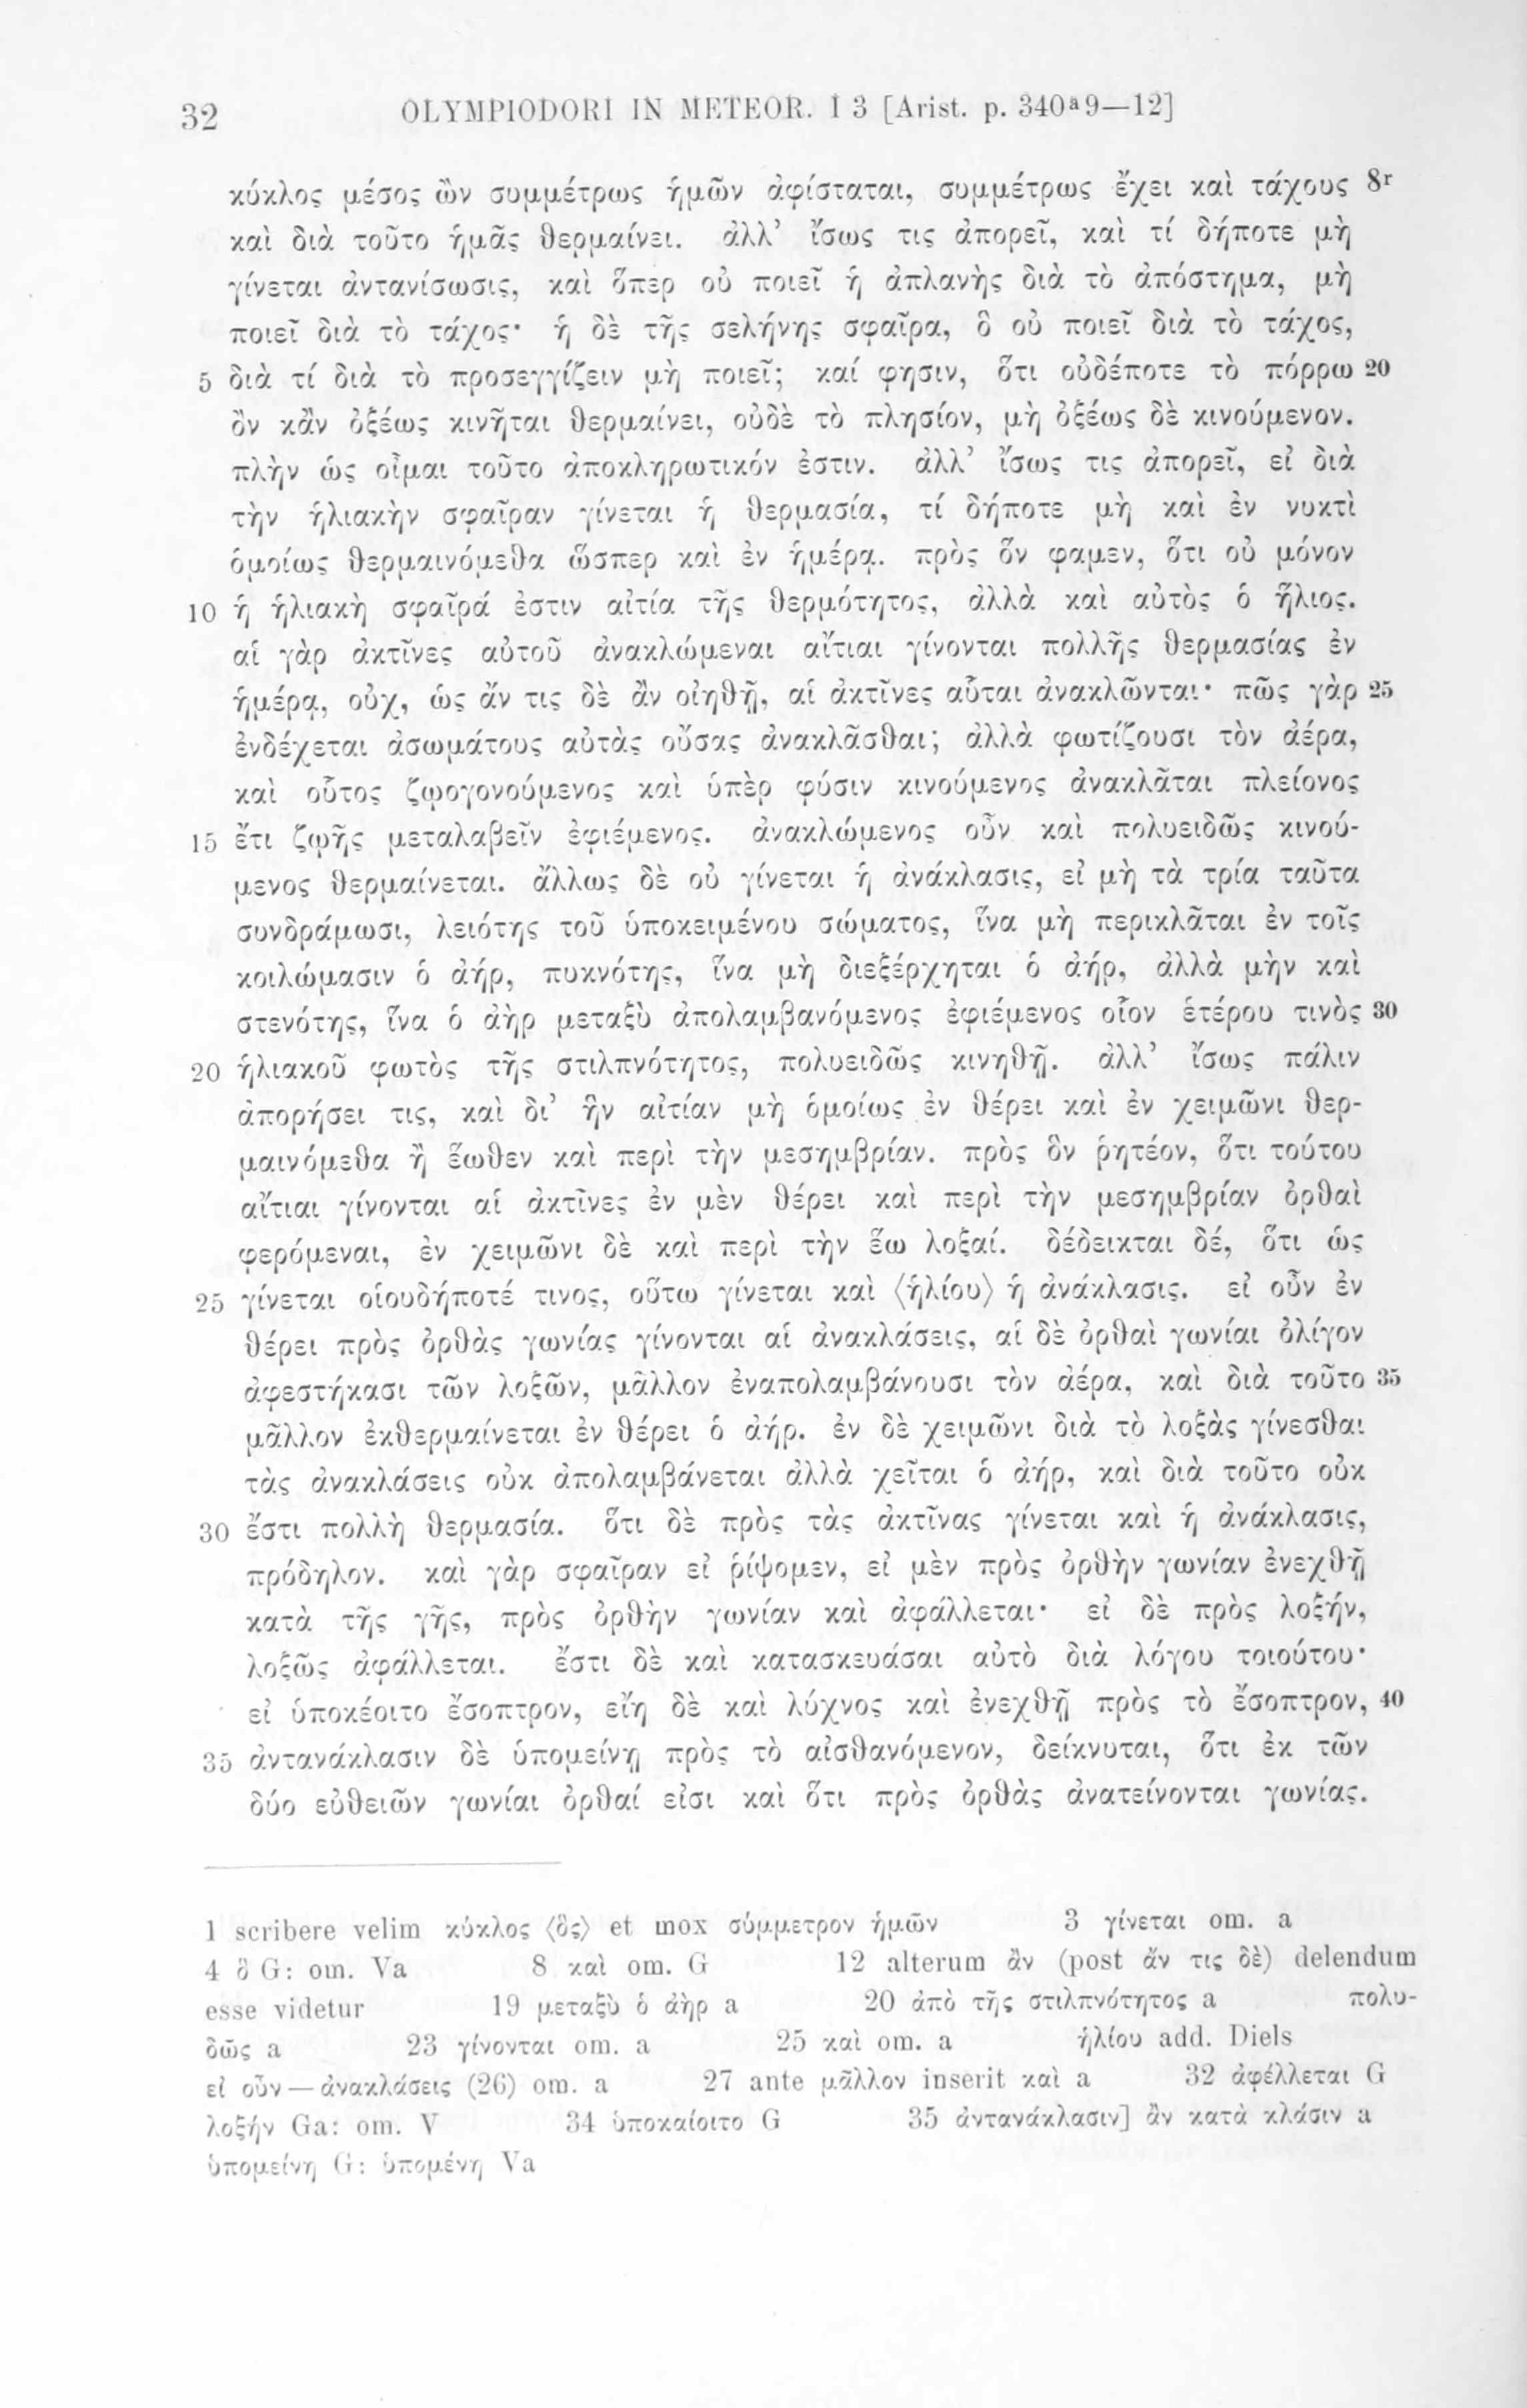 32 OLYMPIODORI IN METEOR. I 3 [Arist. p. 340ª9—12]
κύκλος μέσος ὢν συμμέτρως ἡμῶν ἀφίσταται, συμμέτρως ἔχει καὶ τάχους 8ʳ
καὶ διὰ τοῦτο ἡμᾶς θερμαίνει. ἀλλ’ ἴσως τις ἀπορεῖ, καὶ τί δήποτε μὴ
γίνεται ἀντανίσωσις, καὶ ὅπερ οὐ ποιεῖ ἡ ἀπλανὴς διὰ τὸ ἀπόστημα, μὴ
ποιεῖ διὰ τὸ τάχος· ἡ δὲ τῆς σελήνης σφαῖρα, ὃ οὐ ποιεῖ διὰ τὸ τάχος,
5 διὰ τί διὰ τὸ προσεγγίζειν μὴ ποιεῖ; καί φησιν, ὅτι οὐδέποτε τὸ πόρρω 20
ὂν κἂν ὀξέως κινῆται θερμαίνει, οὐδὲ τὸ πλησίον, μὴ ὀξέως δὲ κινούμενον.
πλὴν ὡς οἶμαι τοῦτο ἀποκληρωτικόν ἐστιν. ἀλλ’ ἴσως τις ἀπορεῖ, εἰ διὰ
τὴν ἡλιακὴν σφαῖραν γίνεται ἡ θερμασία, τί δήποτε μὴ καὶ ἐν νυκτὶ
ὁμοίως θερμαινόμεθα ὥσπερ καὶ ἐν ἡμέρᾳ. πρὸς ὅν φαμεν, ὅτι οὐ μόνον
10 ἡ ἡλιακὴ σφαῖρά ἐστιν αἰτία τῆς θερμότητος, ἀλλὰ καὶ αὐτὸς ὁ ἥλιος.
αἱ γὰρ ἀκτῖνες αὐτοῦ ἀνακλώμεναι αἴτιαι γίνονται πολλῆς θερμασίας ἐν
ἡμέρᾳ, οὐχ, ὡς ἄν τις δὲ ἂν οἰηθῇ, αἱ ἀκτῖνες αὗται ἀνακλῶνται· πῶς γὰρ 25
ἐνδέχεται ἀσωμάτους αὐτὰς οὔσας ἀνακλᾶσθαι; ἀλλὰ φωτίζουσι τὸν ἀέρα,
καὶ οὗτος ζῳογονούμενος καὶ ὑπὲρ φύσιν κινούμενος ἀνακλᾶται πλείονος
15 ἔτι ζῳῆς μεταλαβεῖν ἐφιέμενος. ἀνακλώμενος οὖν καὶ πολυειδῶς κινού-
μενος θερμαίνεται. ἄλλως δὲ οὐ γίνεται ἡ ἀνάκλασις, εἰ μὴ τὰ τρία ταῦτα
συνδράμωσι, λειότης τοῦ ὑποκειμένου σώματος, ἵνα μὴ περικλᾶται ἐν τοῖς
κοιλώμασιν ὁ ἀήρ, πυκνότης, ἵνα μὴ διεξέρχηται ὁ ἀήρ, ἀλλὰ μὴν καὶ
στενότης, ἵνα ὁ ἀὴρ μεταξὺ ἀπολαμβανόμενος ἐφιέμενος οἷον ἑτέρου τινὸς 30
20 ἡλιακοῦ φωτὸς τῆς στιλπνότητος, πολυειδῶς κινηθῇ. ἀλλ’ ἴσως πάλιν
ἀπορήσει τις, καὶ δι’ ἣν αἰτίαν μὴ ὁμοίως ἐν θέρει καὶ ἐν χειμῶνι θερ-
μαινόμεθα ἢ ἕωθεν καὶ περὶ τὴν μεσημβρίαν. πρὸς ὃν ῥητέον, ὅτι τούτου
αἴτιαι γίνονται αἱ ἀκτῖνες ἐν μὲν θέρει καὶ περὶ τὴν μεσημβρίαν ὀρθαὶ
φερόμεναι, ἐν χειμῶνι δὲ καὶ περὶ τὴν ἕω λοξαί. δέδεικται δέ, ὅτι ὡς
25 γίνεται οἱουδήποτέ τινος, οὕτω γίνεται καὶ ⟨ἡλίου⟩ ἡ ἀνάκλασις. εἰ οὖν ἐν
θέρει πρὸς ὀρθὰς γωνίας γίνονται αἱ ἀνακλάσεις, αἱ δὲ ὀρθαὶ γωνίαι ὀλίγον
ἀφεστήκασι τῶν λοξῶν, μᾶλλον ἐναπολαμβάνουσι τὸν ἀέρα, καὶ διὰ τοῦτο 35
μᾶλλον ἐκθερμαίνεται ἐν θέρει ὁ ἀήρ. ἐν δὲ χειμῶνι διὰ τὸ λοξὰς γίνεσθαι
τὰς ἀνακλάσεις οὐκ ἀπολαμβάνεται ἀλλὰ χεῖται ὁ ἀήρ, καὶ διὰ τοῦτο οὐκ
30 ἔστι πολλὴ θερμασία. ὅτι δὲ πρὸς τὰς ἀκτῖνας γίνεται καὶ ἡ ἀνάκλασις,
πρόδηλον. καὶ γὰρ σφαῖραν εἰ ῥίψομεν, εἰ μὲν πρὸς ὀρθὴν γωνίαν ἐνεχθῇ
κατὰ τῆς γῆς, πρὸς ὀρθὴν γωνίαν καὶ ἀφάλλεται· εἰ δὲ πρὸς λοξήν,
λοξῶς ἀφάλλεται. ἔστι δὲ καὶ κατασκευάσαι αὐτὸ διὰ λόγου τοιούτου·
εἰ ὑποκέοιτο ἔσοπτρον, εἴη δὲ καὶ λύχνος καὶ ἐνεχθῇ πρὸς τὸ ἔσοπτρον, 40
35 ἀντανάκλασιν δὲ ὑπομείνῃ πρὸς τὸ αἰσθανόμενον, δείκνυται, ὅτι ἐκ τῶν
δύο εὐθειῶν γωνίαι ὀρθαί εἰσι καὶ ὅτι πρὸς ὀρθὰς ἀνατείνονται γωνίας.
1 scribere velim κύκλος ⟨ὃς⟩ et mox σύμμετρον ἡμῶν 3 γίνεται om. a
4 ὃ G: om. Va 8 καὶ om. G 12 alterum ἂν (post ἄν τις δὲ) delendum
esse videtur 19 μεταξὺ ὁ ἀὴρ a 20 ἀπὸ τῆς στιλπνότητος a πολυ-
δῶς a 23 γίνονται om. a 25 καὶ om. a ἡλίου add. Diels
εἰ οὖν — ἀνακλάσεις (26) om. a 27 ante μᾶλλον inserit καὶ a 32 ἀφέλλεται G
λοξήν Ga: om. V 34 ὑποκαίοιτο G 35 ἀντανάκλασιν] ἂν κατὰ κλάσιν a
ὑπομείνῃ G: ὑπομένῃ Va